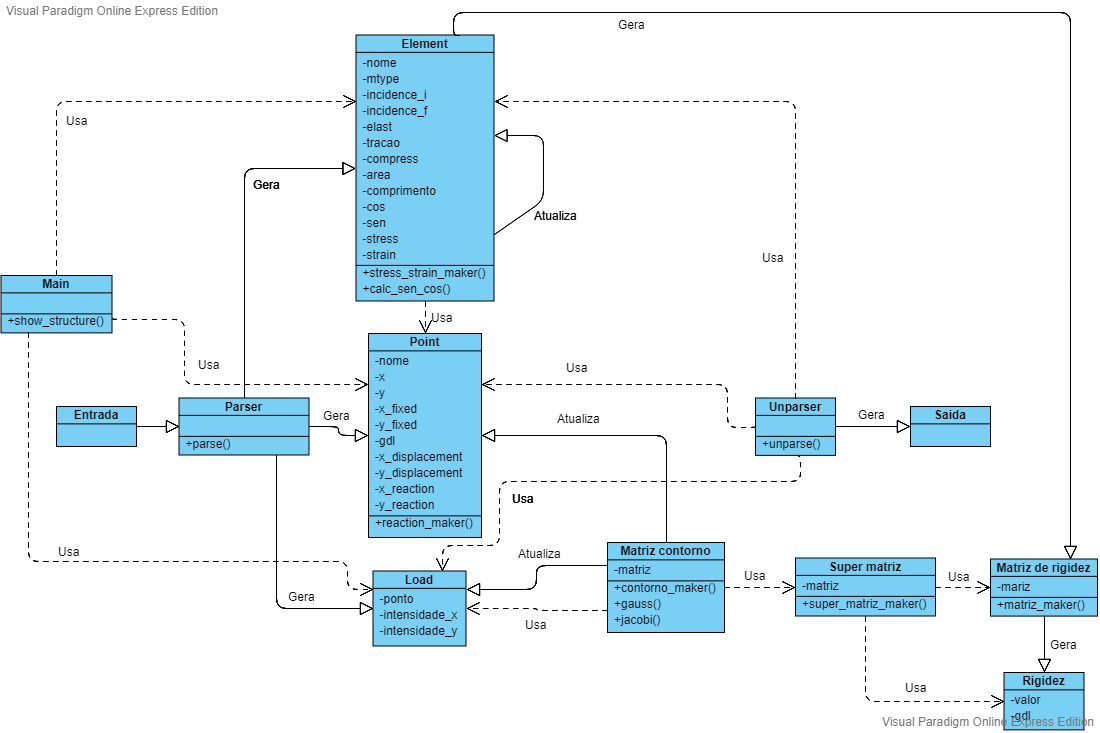 Visual Paradigm Online Express Edition
Gera
Element
-nome
-mtype
-incidence_i
-incidence_f
-elast
-tracao
-compress
-area
-comprimento
-cos
-sen
-stress
-strain
+stress_strain_maker()
+calc_sen_cos()
Usa
Gera
Atualiza
Usa
Main
+show_structure()
Usa
Point
-nome
-x
-y
-x_fixed
-y_fixed
-gdl
-x_displacement
-y_displacement
-x_reaction
-y_reaction
+reaction_maker()
Usa
Usa
Entrada
Parser
+parse()
Gera
Atualiza
Unparser
+unparse()
Gera
Saida
Usa
Usa
Atualiza
Load
-ponto
-intensidade_x
-intensidade_y
Gera
Usa
Matriz contorno
-matriz
+contorno_maker()
+gauss()
+jacobi()
Usa
Super matriz
-matriz
+super_matriz_maker()
Usa
Matriz de rigidez
-mariz
+matriz_maker()
Gera
Usa
Rigidez
-valor
-gdl
Visual Paradigm Online Express Edition